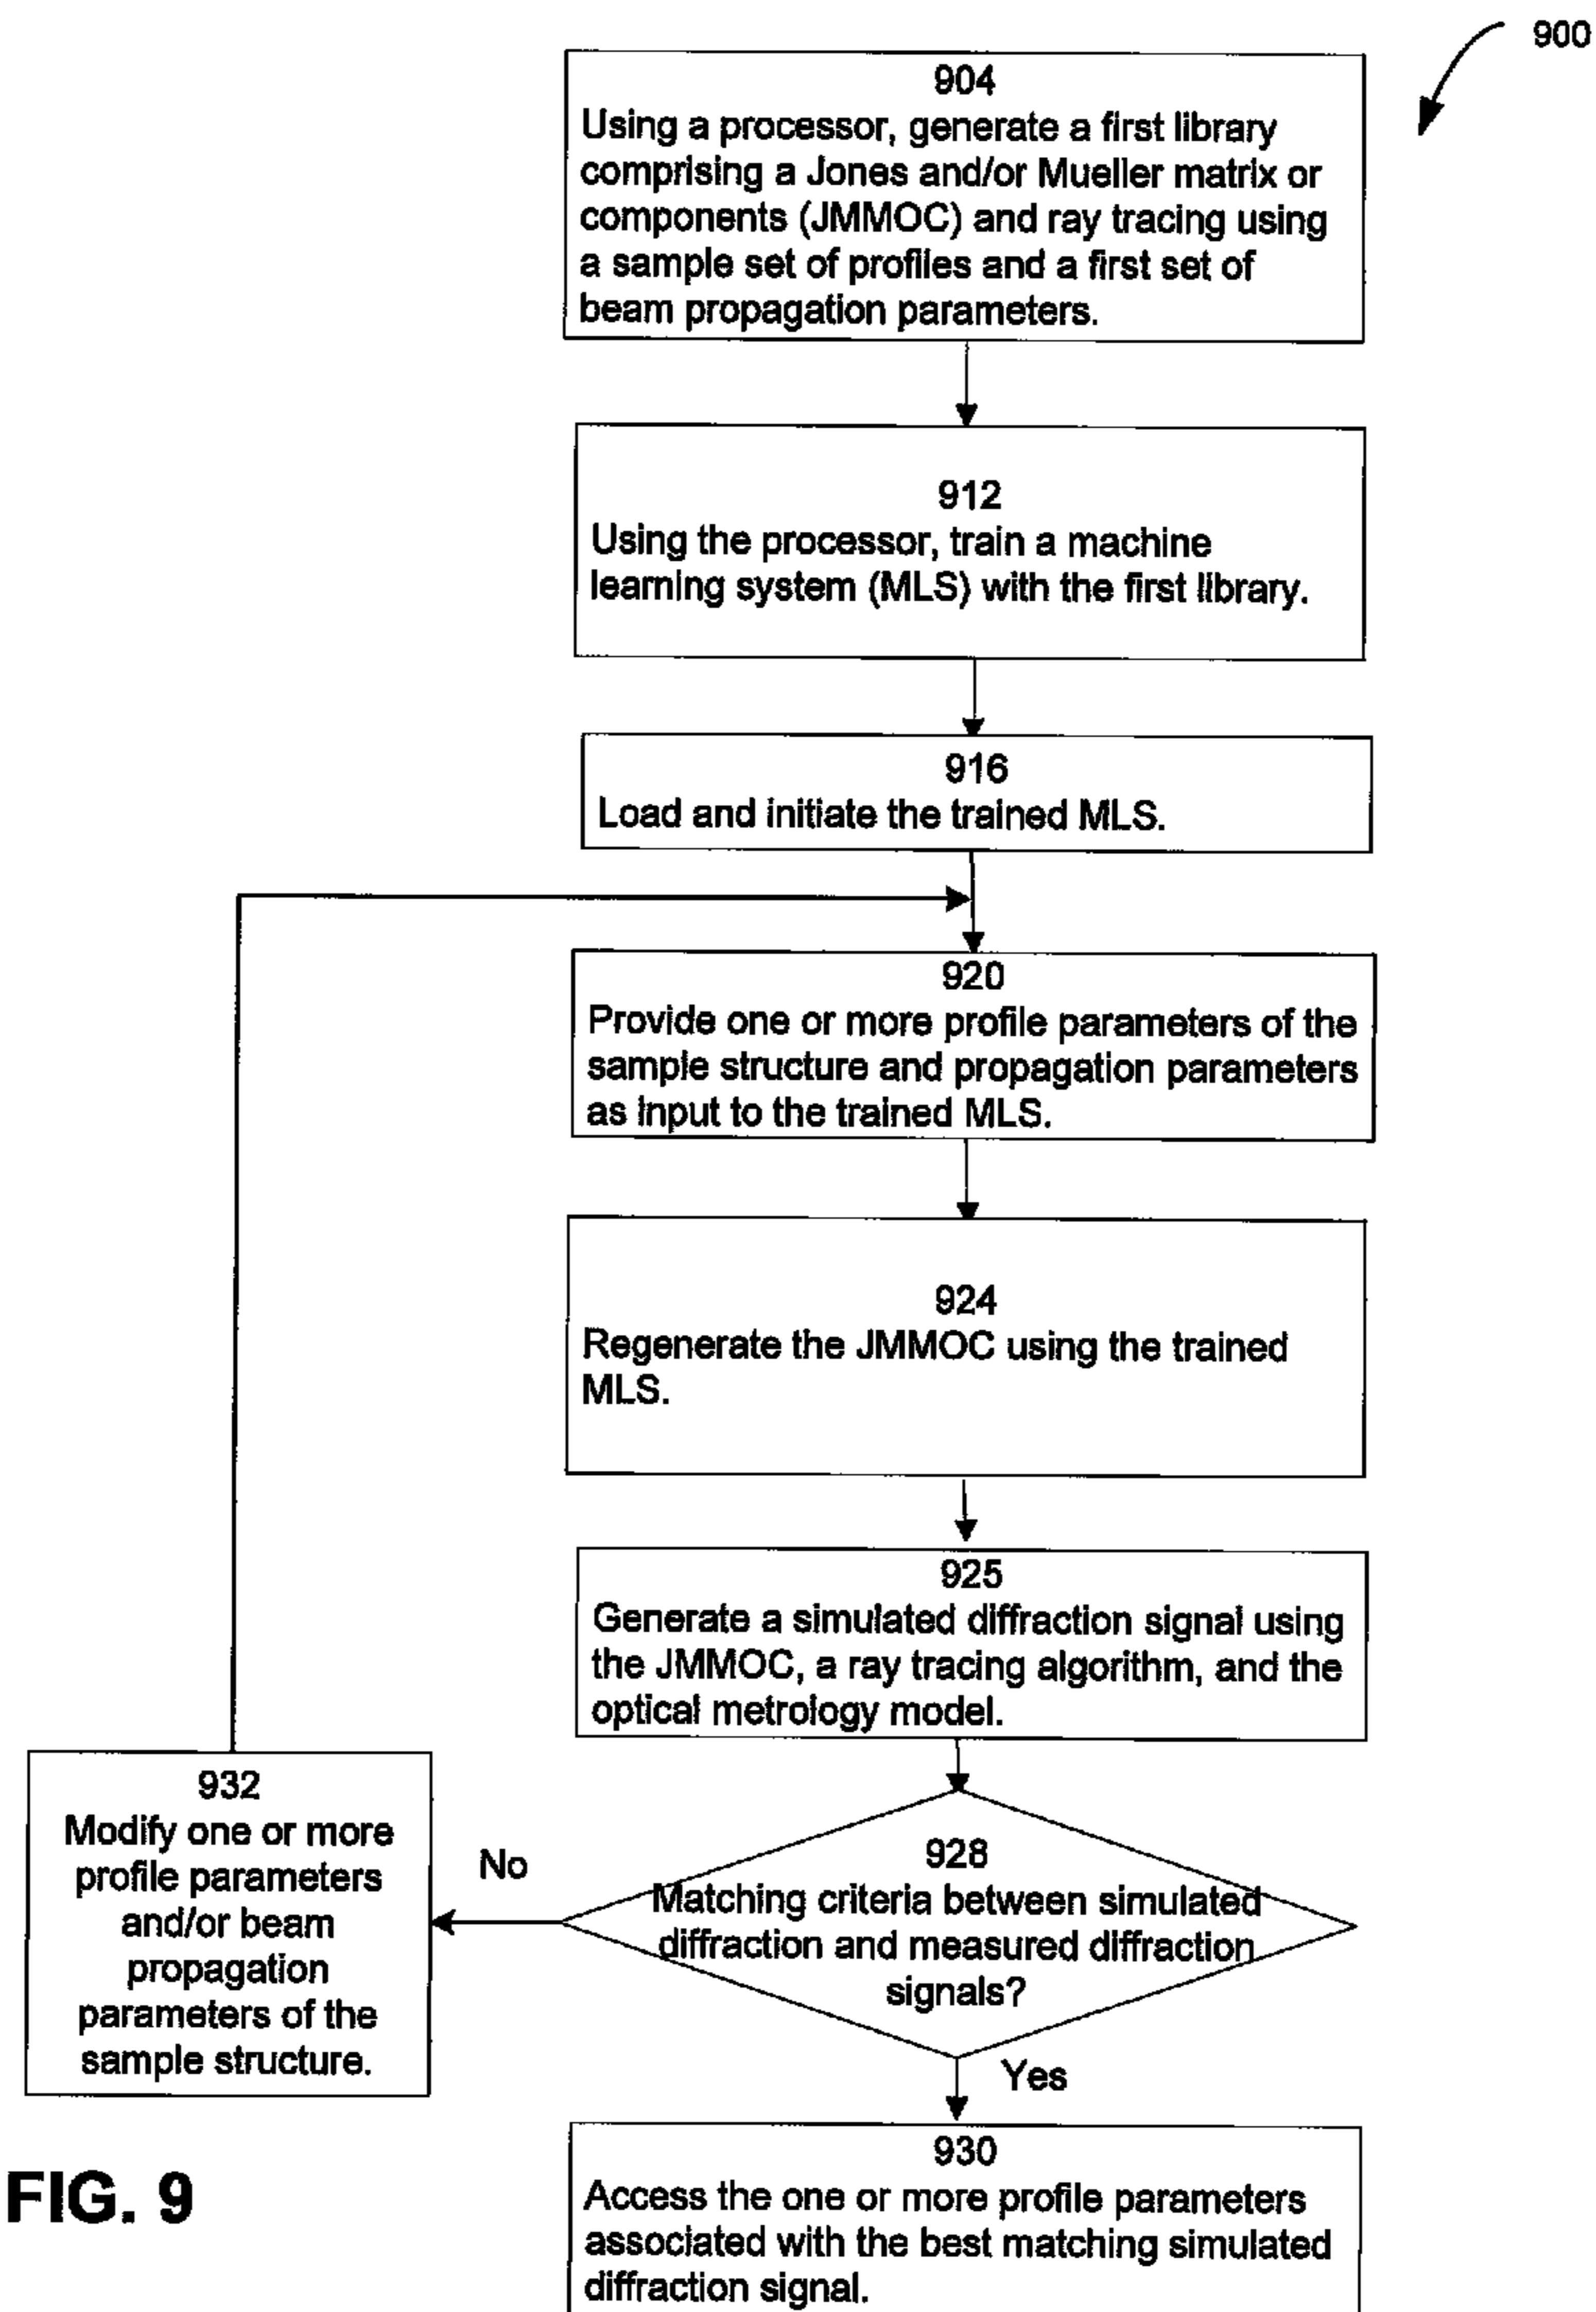 900
904
Using a processor, generate a first library
comprising a Jones and/or Mueller matrix or
components (JMMOC) and ray tracing using
a sample set of profiles and a first set of
beam propagation parameters.
912
Using the processor, train a machine
learning system (MLS) with the first library.
916
Load and initiate the trained MLS.
920
Provide one or more profile parameters of the
sample structure and propagation parameters
as input to the trained MLS.
924
Regenerate the JMMOC using the trained
MLS.
925
Generate a simulated diffraction signal using
the JMMOC, a ray tracing algorithm, and the
optical metrology model.
928
Matching criteria between simulated
diffraction and measured diffraction
signals?
No
932
Modify one or more
profile parameters
and/or beam
propagation
parameters of the
sample structure.
Yes
930
Access the one or more profile parameters
associated with the best matching simulated
diffraction signal.
FIG. 9